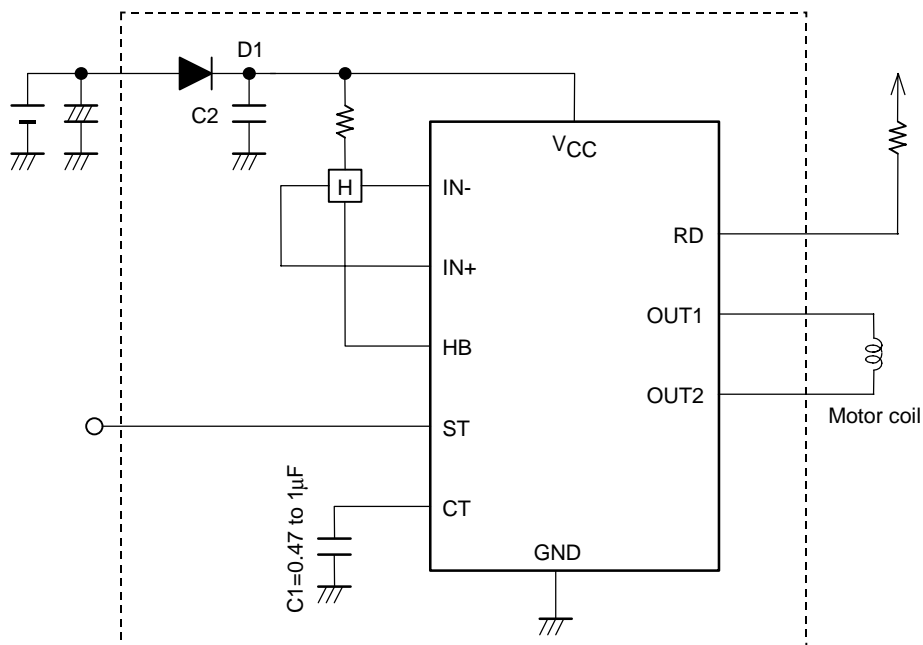 D1
C2
VCC
H
IN-
RD
IN+
OUT1
HB
OUT2
Motor coil
ST
CT
C1=0.47 to 1µF
GND